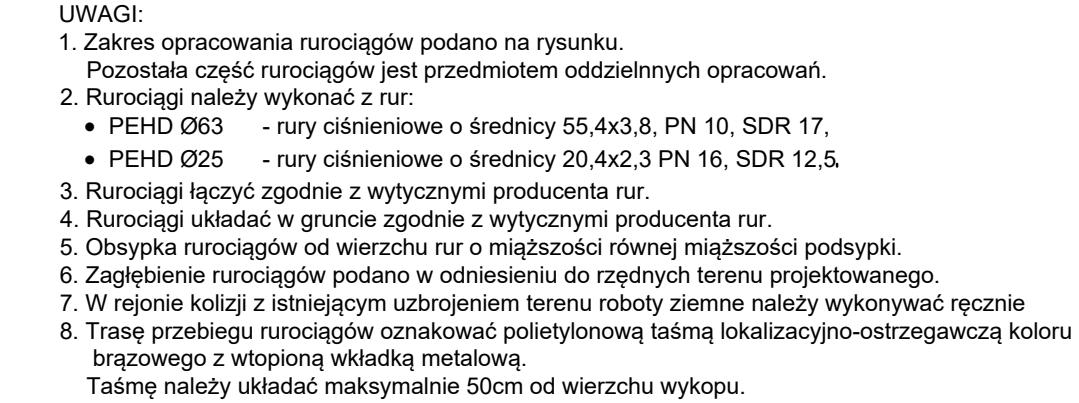 UWAGI:
1. Zakres opracowania rurociągów podano na rysunku.
Pozostała część rurociągów jest przedmiotem oddzielnnych opracowań.
2. Rurociągi należy wykonać z rur:
• PEHD Ø63 - rury ciśnieniowe o średnicy 55,4x3,8, PN 10, SDR 17,
• PEHD Ø25 - rury ciśnieniowe o średnicy 20,4x2,3 PN 16, SDR 12,5.
3. Rurociągi łączyć zgodnie z wytycznymi producenta rur.
4. Rurociągi układać w gruncie zgodnie z wytycznymi producenta rur.
5. Obsypka rurociągów od wierzchu rur o miąższości równej miąższości podsypki.
6. Zagłębienie rurociągów podano w odniesieniu do rzędnych terenu projektowanego.
7. W rejonie kolizji z istniejącym uzbrojeniem terenu roboty ziemne należy wykonywać ręcznie
8. Trasę przebiegu rurociągów oznakować polietylonową taśmą lokalizacyjno-ostrzegawczą koloru
brązowego z wtopioną wkładką metalową.
Taśmę należy układać maksymalnie 50cm od wierzchu wykopu.